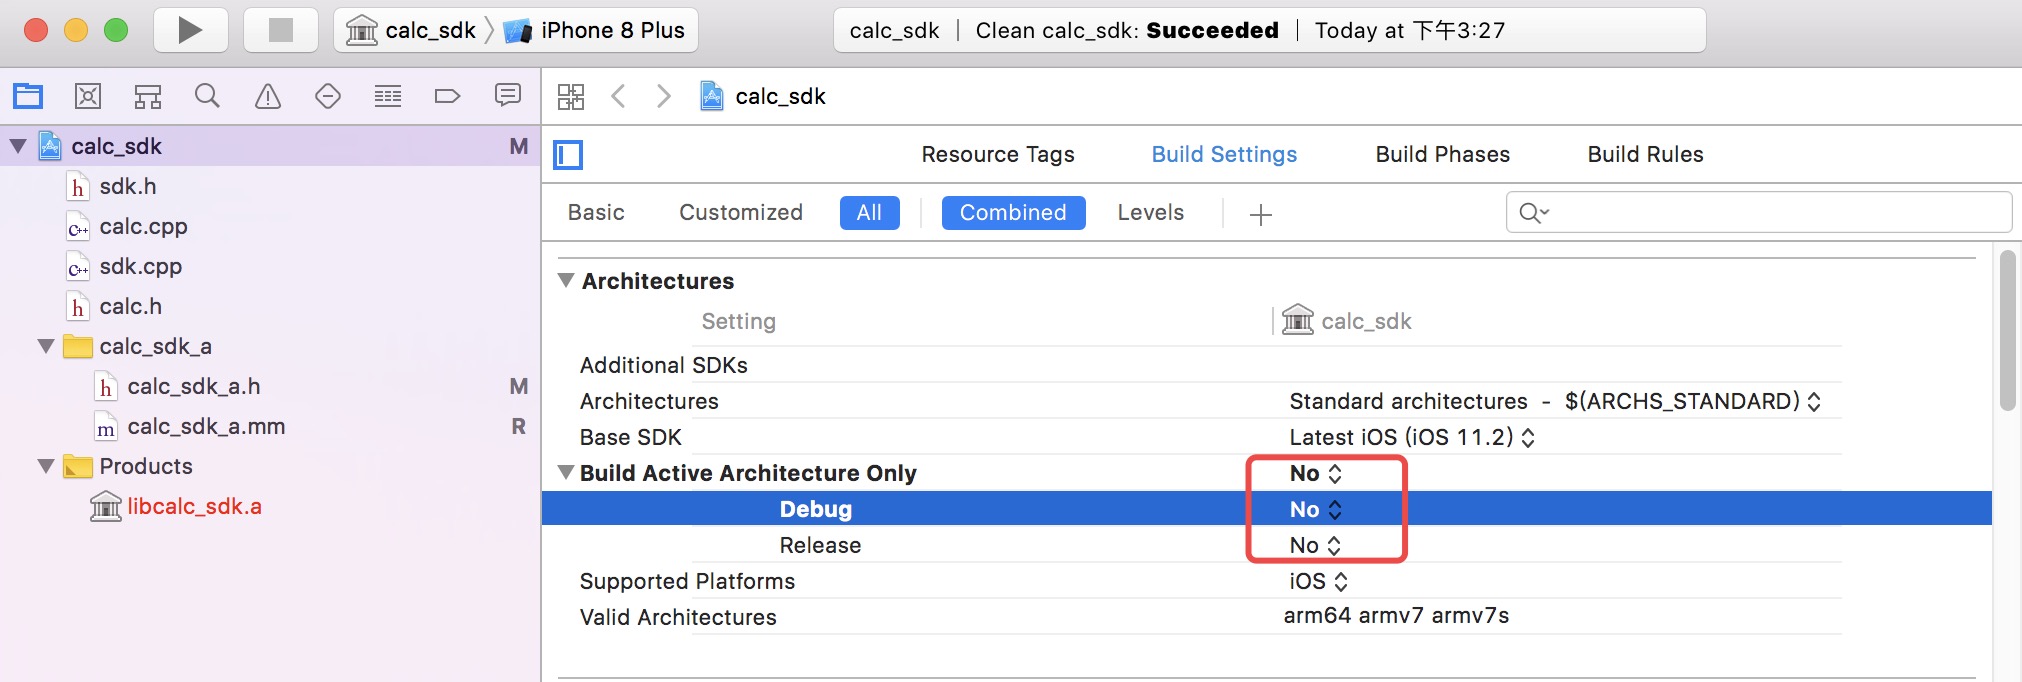 calc_sdk
iPhone 8 Plus
calc_sdk | Clean calc_sdk: Succeeded | Today at 下午3:27
calc_sdk
calc_sdk M
sdk.h
calc.cpp
sdk.cpp
calc.h
calc_sdk_a
calc_sdk_a.h M
calc_sdk_a.mm R
Products
libcalc_sdk.a
Resource Tags
Build Settings
Build Phases
Build Rules
Basic
Customized
All
Combined
Levels
Architectures
Setting calc_sdk
Additional SDKs
Architectures Standard architectures - $(ARCHS_STANDARD)
Base SDK Latest iOS (iOS 11.2)
Build Active Architecture Only No
Debug No
Release No
Supported Platforms iOS
Valid Architectures arm64 armv7 armv7s